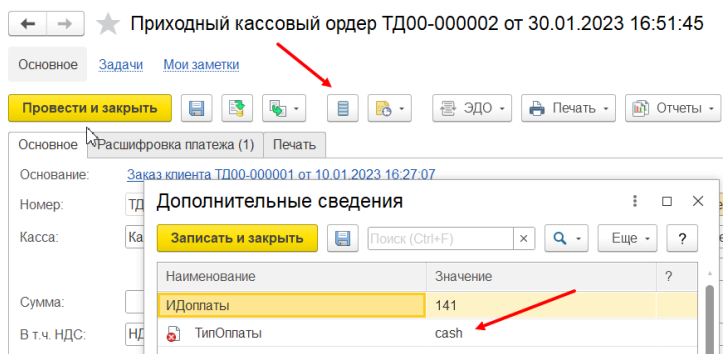 Приходный кассовый ордер ТД00-000002 от 30.01.2023 16:51:45
Основное Задачи Мои заметки
Провести и закрыть ЭДО Печать Отчеты
Основное Расшифровка платежа (1) Печать
Основание: Заказ клиента ТД00-000001 от 10.01.2023 16:27:07
Номер: ТД
Касса: Ка
Сумма:
В т.ч. НДС: НД
Дополнительные сведения
Записать и закрыть Поиск (Ctrl+F) × Еще ?
Наименование Значение ?
ИДоплаты 141
ТипОплаты cash